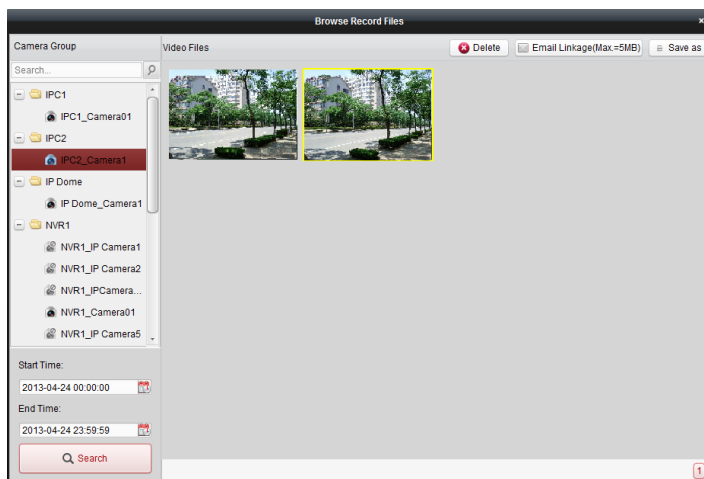 Browse Record Files
×
Camera Group
Video Files
Delete
Email Linkage(Max.=5MB)
Save as
Search...
IPC1
IPC1_Camera01
IPC2
IPC2_Camera1
IP Dome
IP Dome_Camera1
NVR1
NVR1_IP Camera1
NVR1_IP Camera2
NVR1_IPCamera...
NVR1_Camera01
NVR1_IP Camera5
Start Time:
2013-04-24 00:00:00
End Time:
2013-04-24 23:59:59
Search
1